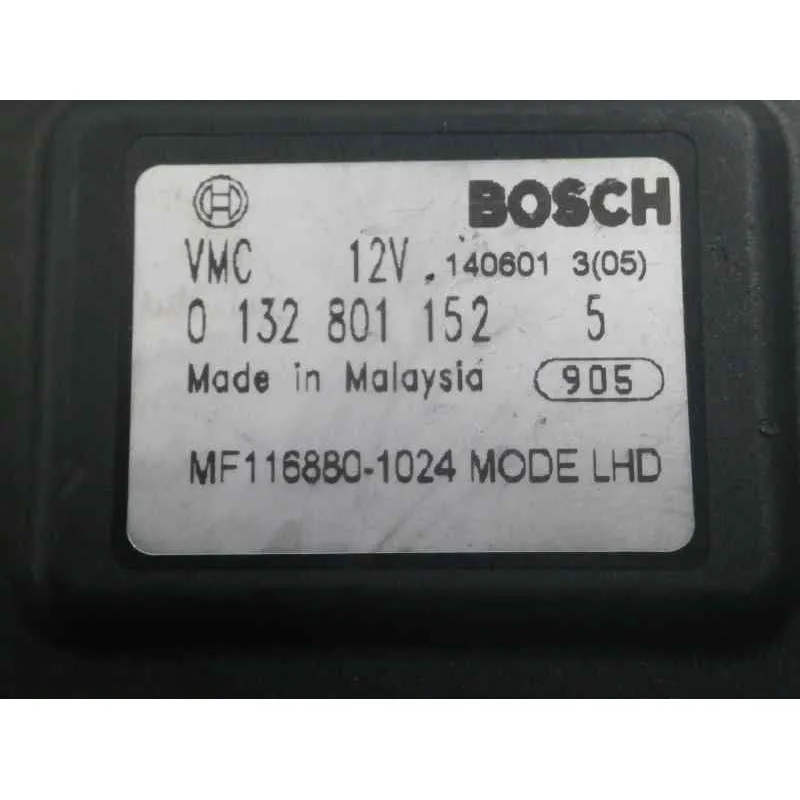 BOSCH
VMC 12V . 140601 3(05)
0 132 801 152 5
Made in Malaysia 905
MF116880-1024 MODE LHD